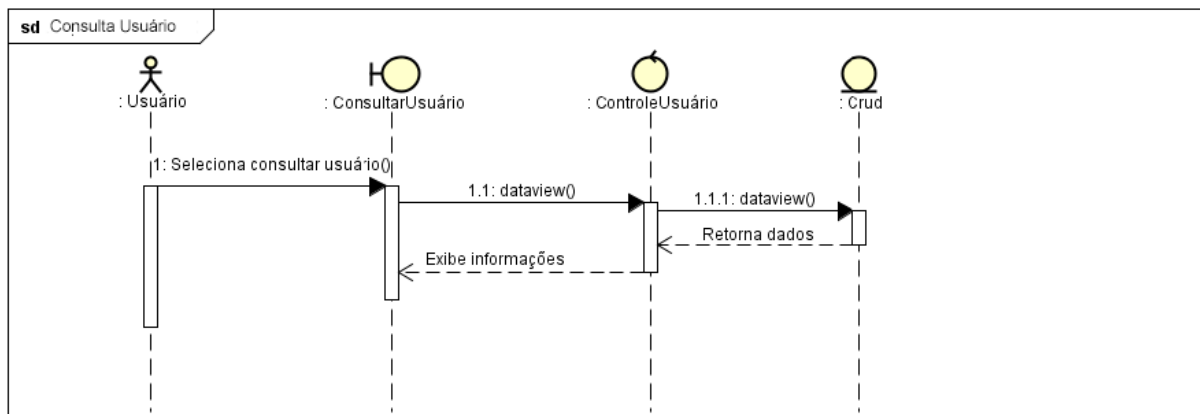 sd Consulta Usuário
: Usuário
: ConsultarUsuário
: ControleUsuário
: Crud
1: Seleciona consultar usuário()
1.1: dataview()
1.1.1: dataview()
Retorna dados
Exibe informações